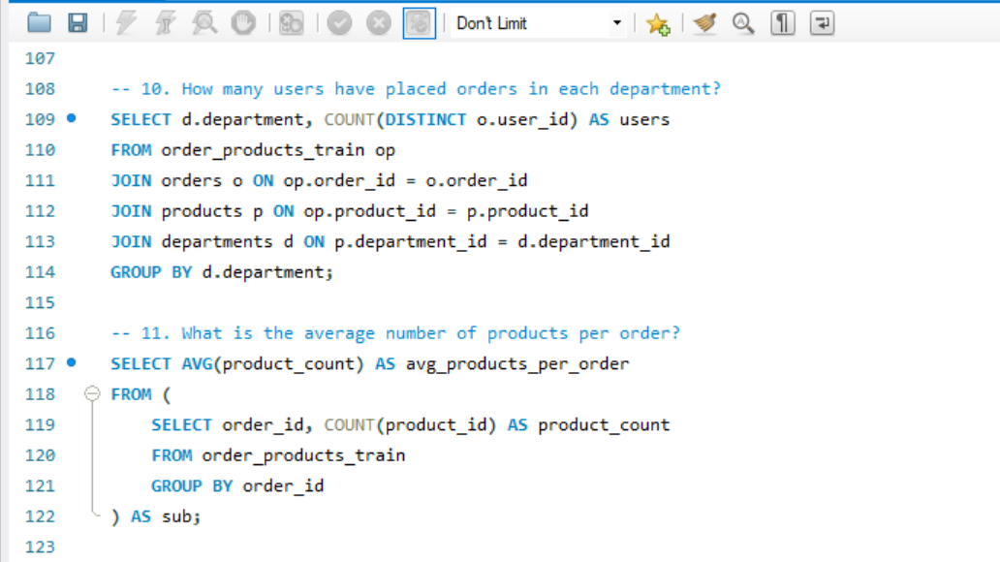 Don't Limit
107
108 -- 10. How many users have placed orders in each department?
109 SELECT d.department, COUNT(DISTINCT o.user_id) AS users
110 FROM order_products_train op
111 JOIN orders o ON op.order_id = o.order_id
112 JOIN products p ON op.product_id = p.product_id
113 JOIN departments d ON p.department_id = d.department_id
114 GROUP BY d.department;
115
116 -- 11. What is the average number of products per order?
117 SELECT AVG(product_count) AS avg_products_per_order
118 FROM (
119 SELECT order_id, COUNT(product_id) AS product_count
120 FROM order_products_train
121 GROUP BY order_id
122 ) AS sub;
123